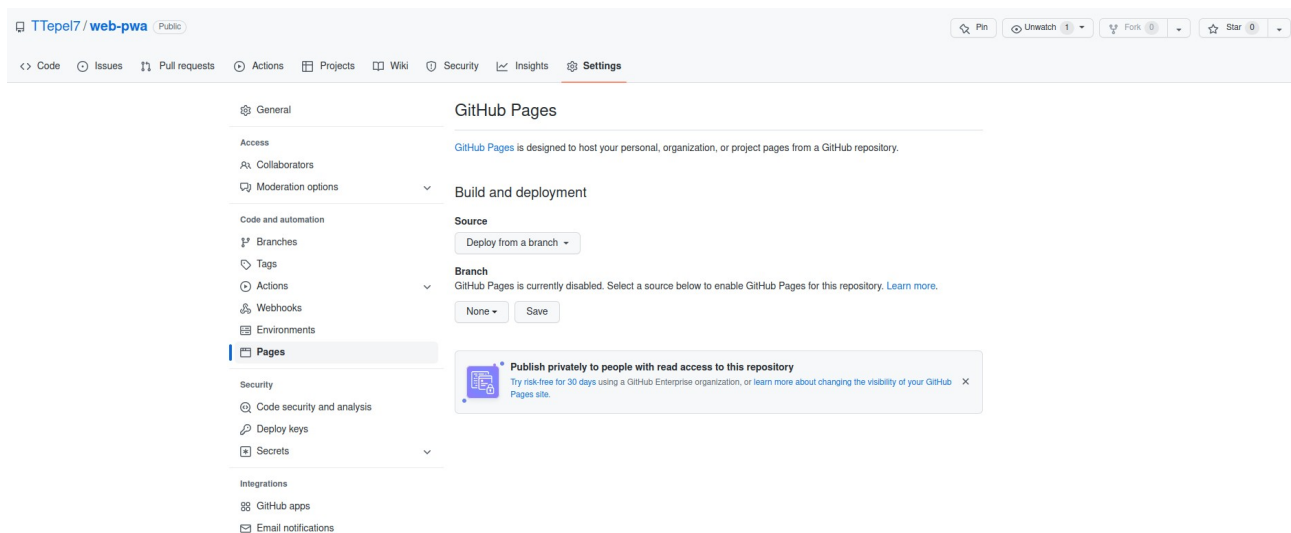 TTepel7 / web-pwa Public
Pin
Unwatch 1
Fork 0
Star 0
Code
Issues
Pull requests
Actions
Projects
Wiki
Security
Insights
Settings
General
Access
Collaborators
Moderation options
Code and automation
Branches
Tags
Actions
Webhooks
Environments
Pages
Security
Code security and analysis
Deploy keys
Secrets
Integrations
GitHub apps
Email notifications
GitHub Pages
GitHub Pages is designed to host your personal, organization, or project pages from a GitHub repository.
Build and deployment
Source
Deploy from a branch
Branch
GitHub Pages is currently disabled. Select a source below to enable GitHub Pages for this repository. Learn more.
None
Save
Publish privately to people with read access to this repository
Try risk-free for 30 days using a GitHub Enterprise organization, or learn more about changing the visibility of your GitHub
Pages site.